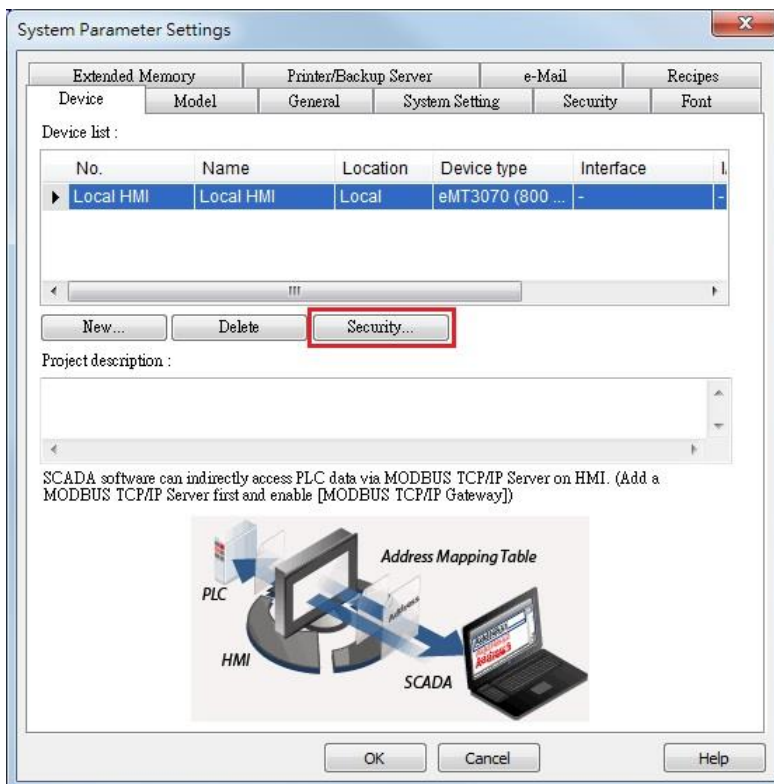 System Parameter Settings
Extended Memory Printer/Backup Server e-Mail Recipes
Device Model General System Setting Security Font
Device list :
No. Name Location Device type Interface
Local HMI Local HMI Local eMT3070 (800 ... - -
New... Delete Security...
Project description :
SCADA software can indirectly access PLC data via MODBUS TCP/IP Server on HMI. (Add a
MODBUS TCP/IP Server first and enable [MODBUS TCP/IP Gateway])
Address Mapping Table
PLC
Address
HMI
SCADA
OK Cancel Help